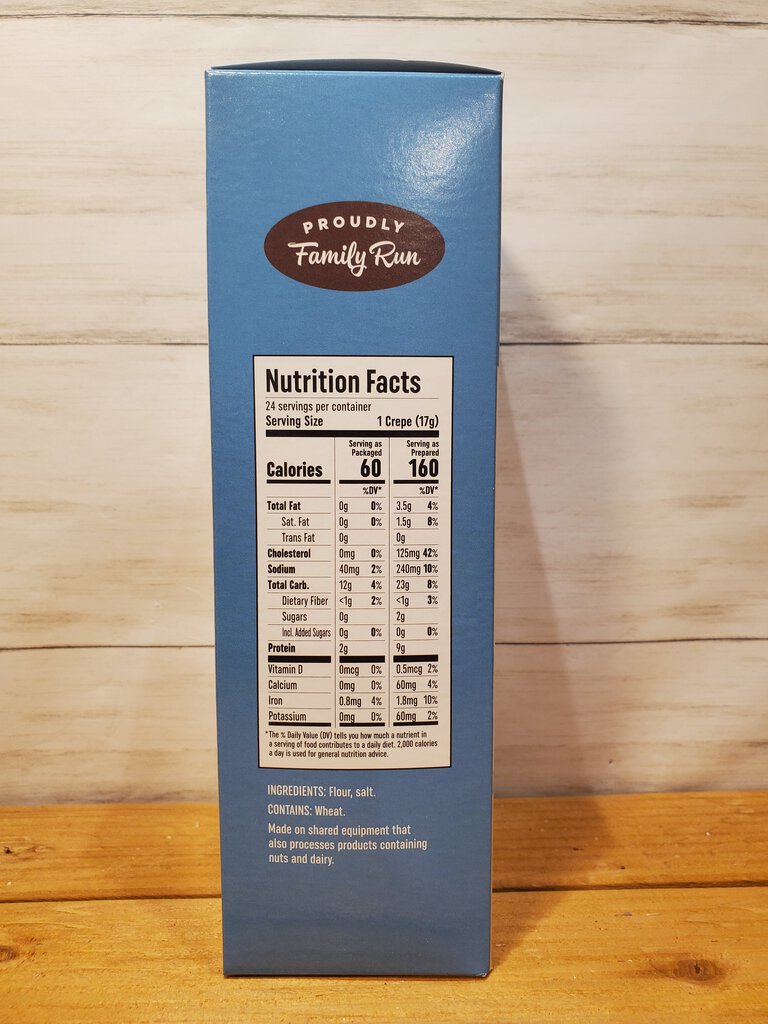 PROUDLY
Family Run
Nutrition Facts
24 servings per container
Serving Size 1 Crepe (17g)
Serving as Packaged Serving as Prepared
Calories 60 160
%DV* %DV*
Total Fat 0g 0% 3.5g 4%
Sat. Fat 0g 0% 1.5g 8%
Trans Fat 0g 0g
Cholesterol 0mg 0% 125mg 42%
Sodium 40mg 2% 240mg 10%
Total Carb. 12g 4% 23g 8%
Dietary Fiber <1g 2% <1g 3%
Sugars 0g 2g
Incl. Added Sugars 0g 0% 0g 0%
Protein 2g 9g
Vitamin D 0mcg 0% 0.5mcg 2%
Calcium 0mg 0% 60mg 4%
Iron 0.8mg 4% 1.8mg 10%
Potassium 0mg 0% 60mg 2%
*The % Daily Value (DV) tells you how much a nutrient in
a serving of food contributes to a daily diet. 2,000 calories
a day is used for general nutrition advice.
INGREDIENTS: Flour, salt.
CONTAINS: Wheat.
Made on shared equipment that
also processes products containing
nuts and dairy.